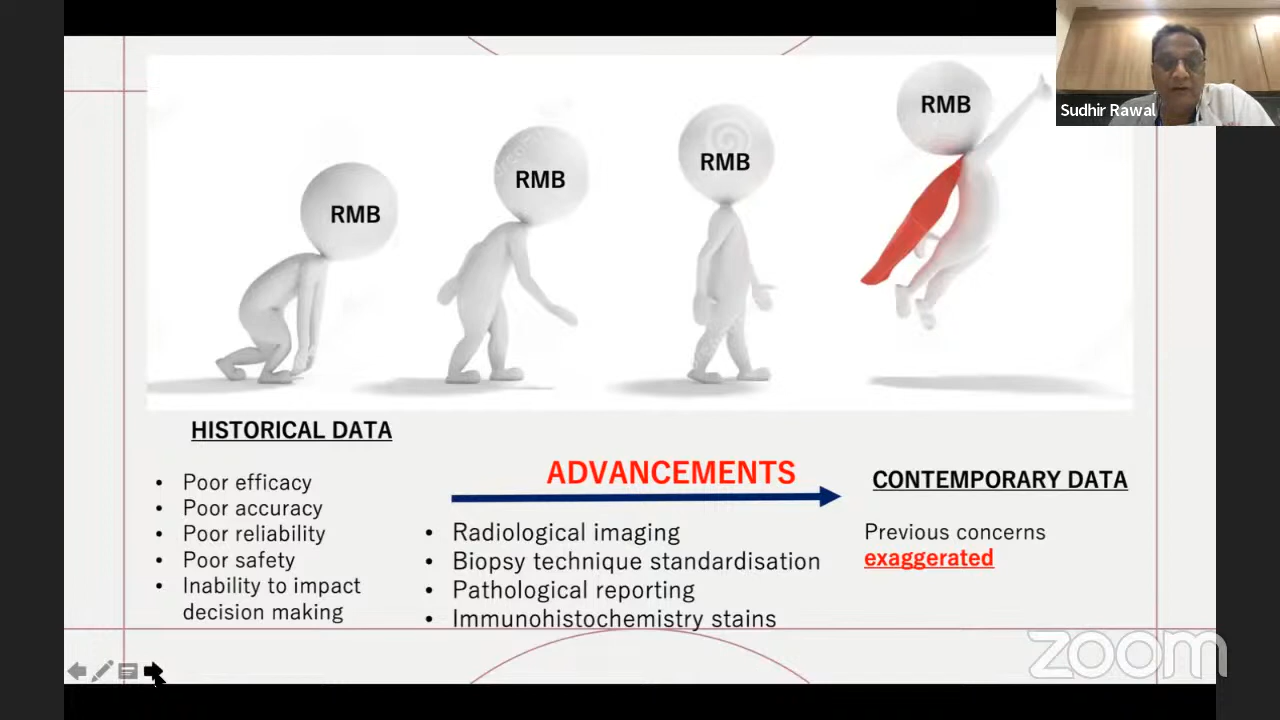 Sudhir Rawal
RMB
RMB
RMB
RMB
HISTORICAL DATA
• Poor efficacy
• Poor accuracy
• Poor reliability
• Poor safety
• Inability to impact
decision making
ADVANCEMENTS
• Radiological imaging
• Biopsy technique standardisation
• Pathological reporting
• Immunohistochemistry stains
CONTEMPORARY DATA
Previous concerns
exaggerated
zoom